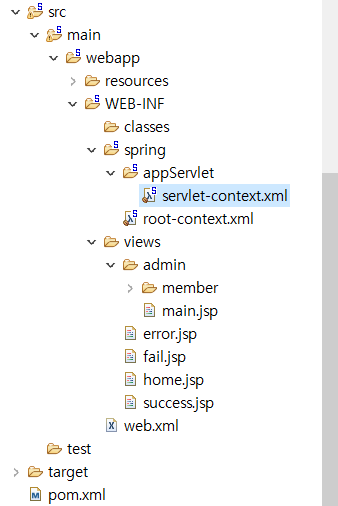 src
main
webapp
resources
WEB-INF
classes
spring
appServlet
servlet-context.xml
root-context.xml
views
admin
member
main.jsp
error.jsp
fail.jsp
home.jsp
success.jsp
web.xml
test
target
pom.xml